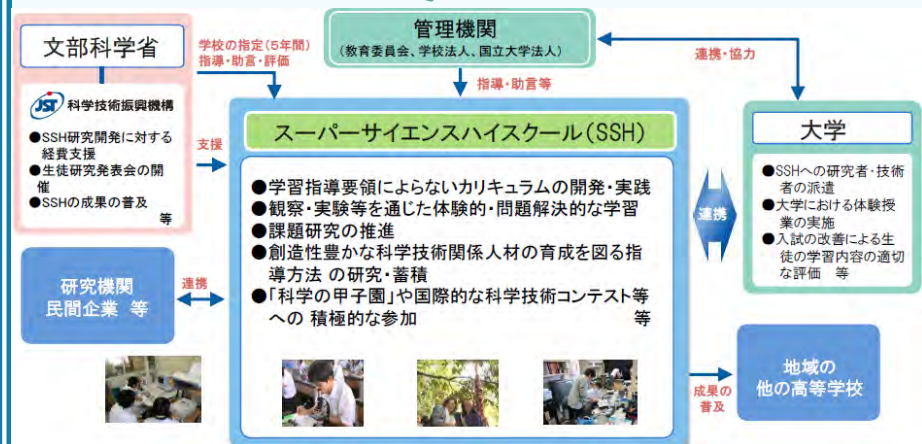 文部科学省
JST 科学技術振興機構
●SSH研究開発に対する
経費支援
●生徒研究発表会の開
催
●SSHの成果の普及
等
学校の指定(5年間)
指導・助言・評価
管理機関
(教育委員会、学校法人、国立大学法人)
指導・助言等
連携・協力
支援
スーパーサイエンスハイスクール(SSH)
●学習指導要領によらないカリキュラムの開発・実践
●観察・実験等を通じた体験的・問題解決的な学習
●課題研究の推進
●創造性豊かな科学技術関係人材の育成を図る指
導方法 の研究・蓄積
●「科学の甲子園」や国際的な科学技術コンテスト等
への 積極的な参加 等
連携
大学
●SSHへの研究者・技術
者の派遣
●大学における体験授
業の実施
●入試の改善による生
徒の学習内容の適切
な評価 等
研究機関
民間企業 等
連携
成果の
普及
地域の
他の高等学校